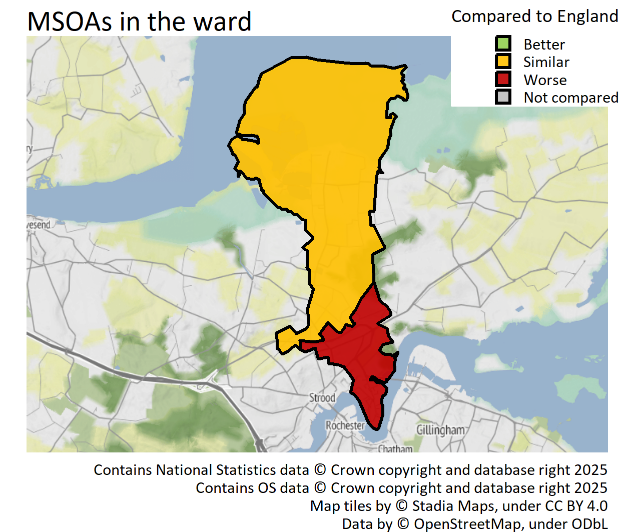 MSOAs in the ward
Compared to England
Better
Similar
Worse
Not compared
ry
vesend
Strood
Rochester
Gillingham
Chatham
Contains National Statistics data © Crown copyright and database right 2025
Contains OS data © Crown copyright and database right 2025
Map tiles by © Stadia Maps, under CC BY 4.0
Data by © OpenStreetMap, under ODbL